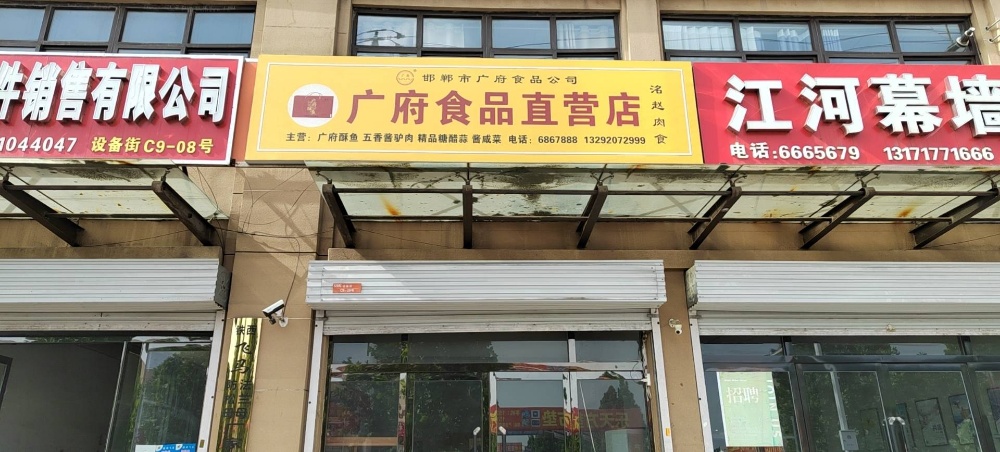 件销售有限公司
1044047 设备街C9-08号
邯郸市广府食品公司
广府食品直营店
洺赵肉食
主营：广府酥鱼 五香酱驴肉 精品糖醋蒜 酱咸菜 电话：6867888 13292072999
江河幕墙
电话:6665679 13171771666
陕西
招聘